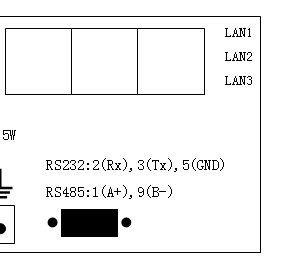 LAN1
LAN2
LAN3
5W
RS232:2(Rx),3(Tx),5(GND)
RS485:1(A+),9(B-)